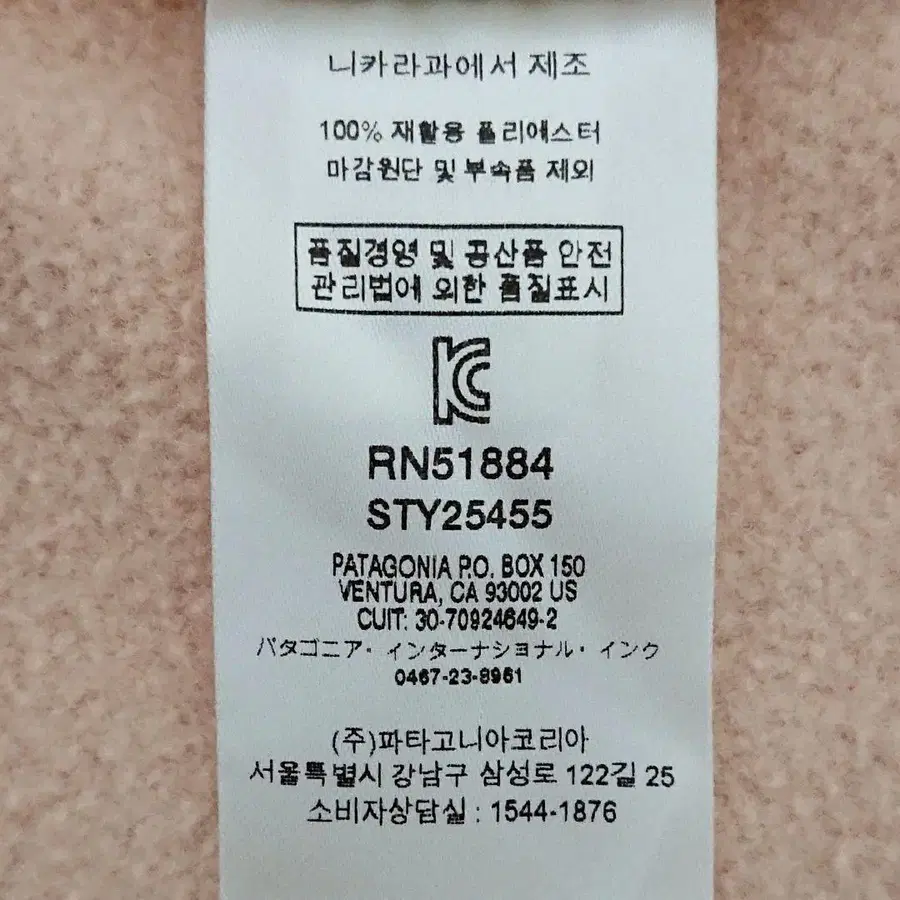 니카라과에서 제조
100% 재활용 폴리에스터
마감원단 및 부속품 제외
품질경영 및 공산품 안전
관리법에 의한 품질표시
KC
RN51884
STY25455
PATAGONIA P.O. BOX 150
VENTURA, CA 93002 US
CUIT: 30-70924649-2
パタゴニア・インターナショナル・インク
0467-23-8961
(주)파타고니아코리아
서울특별시 강남구 삼성로 122길 25
소비자상담실 : 1544-1876